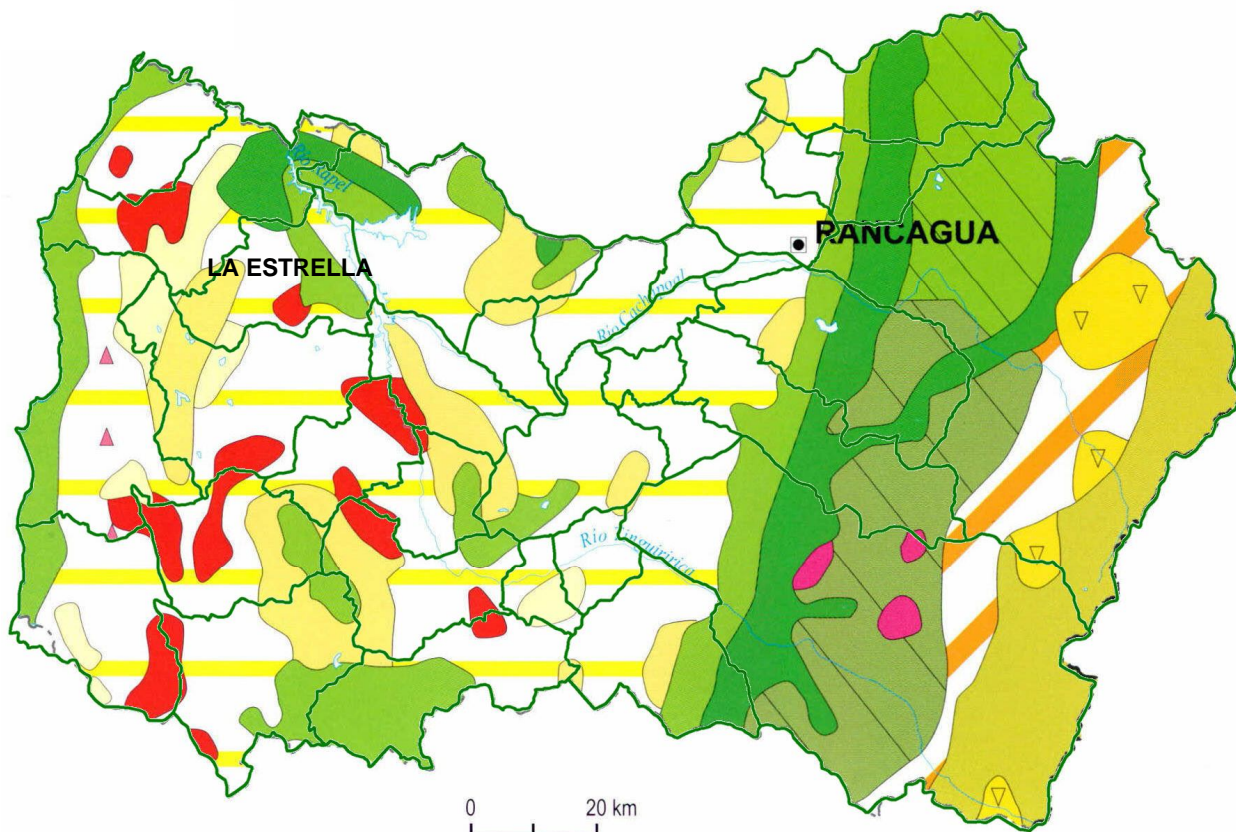 Río Rapel
RANCAGUA
LA ESTRELLA
Río Cachapoal
Río Tinguiririca
0 20 km